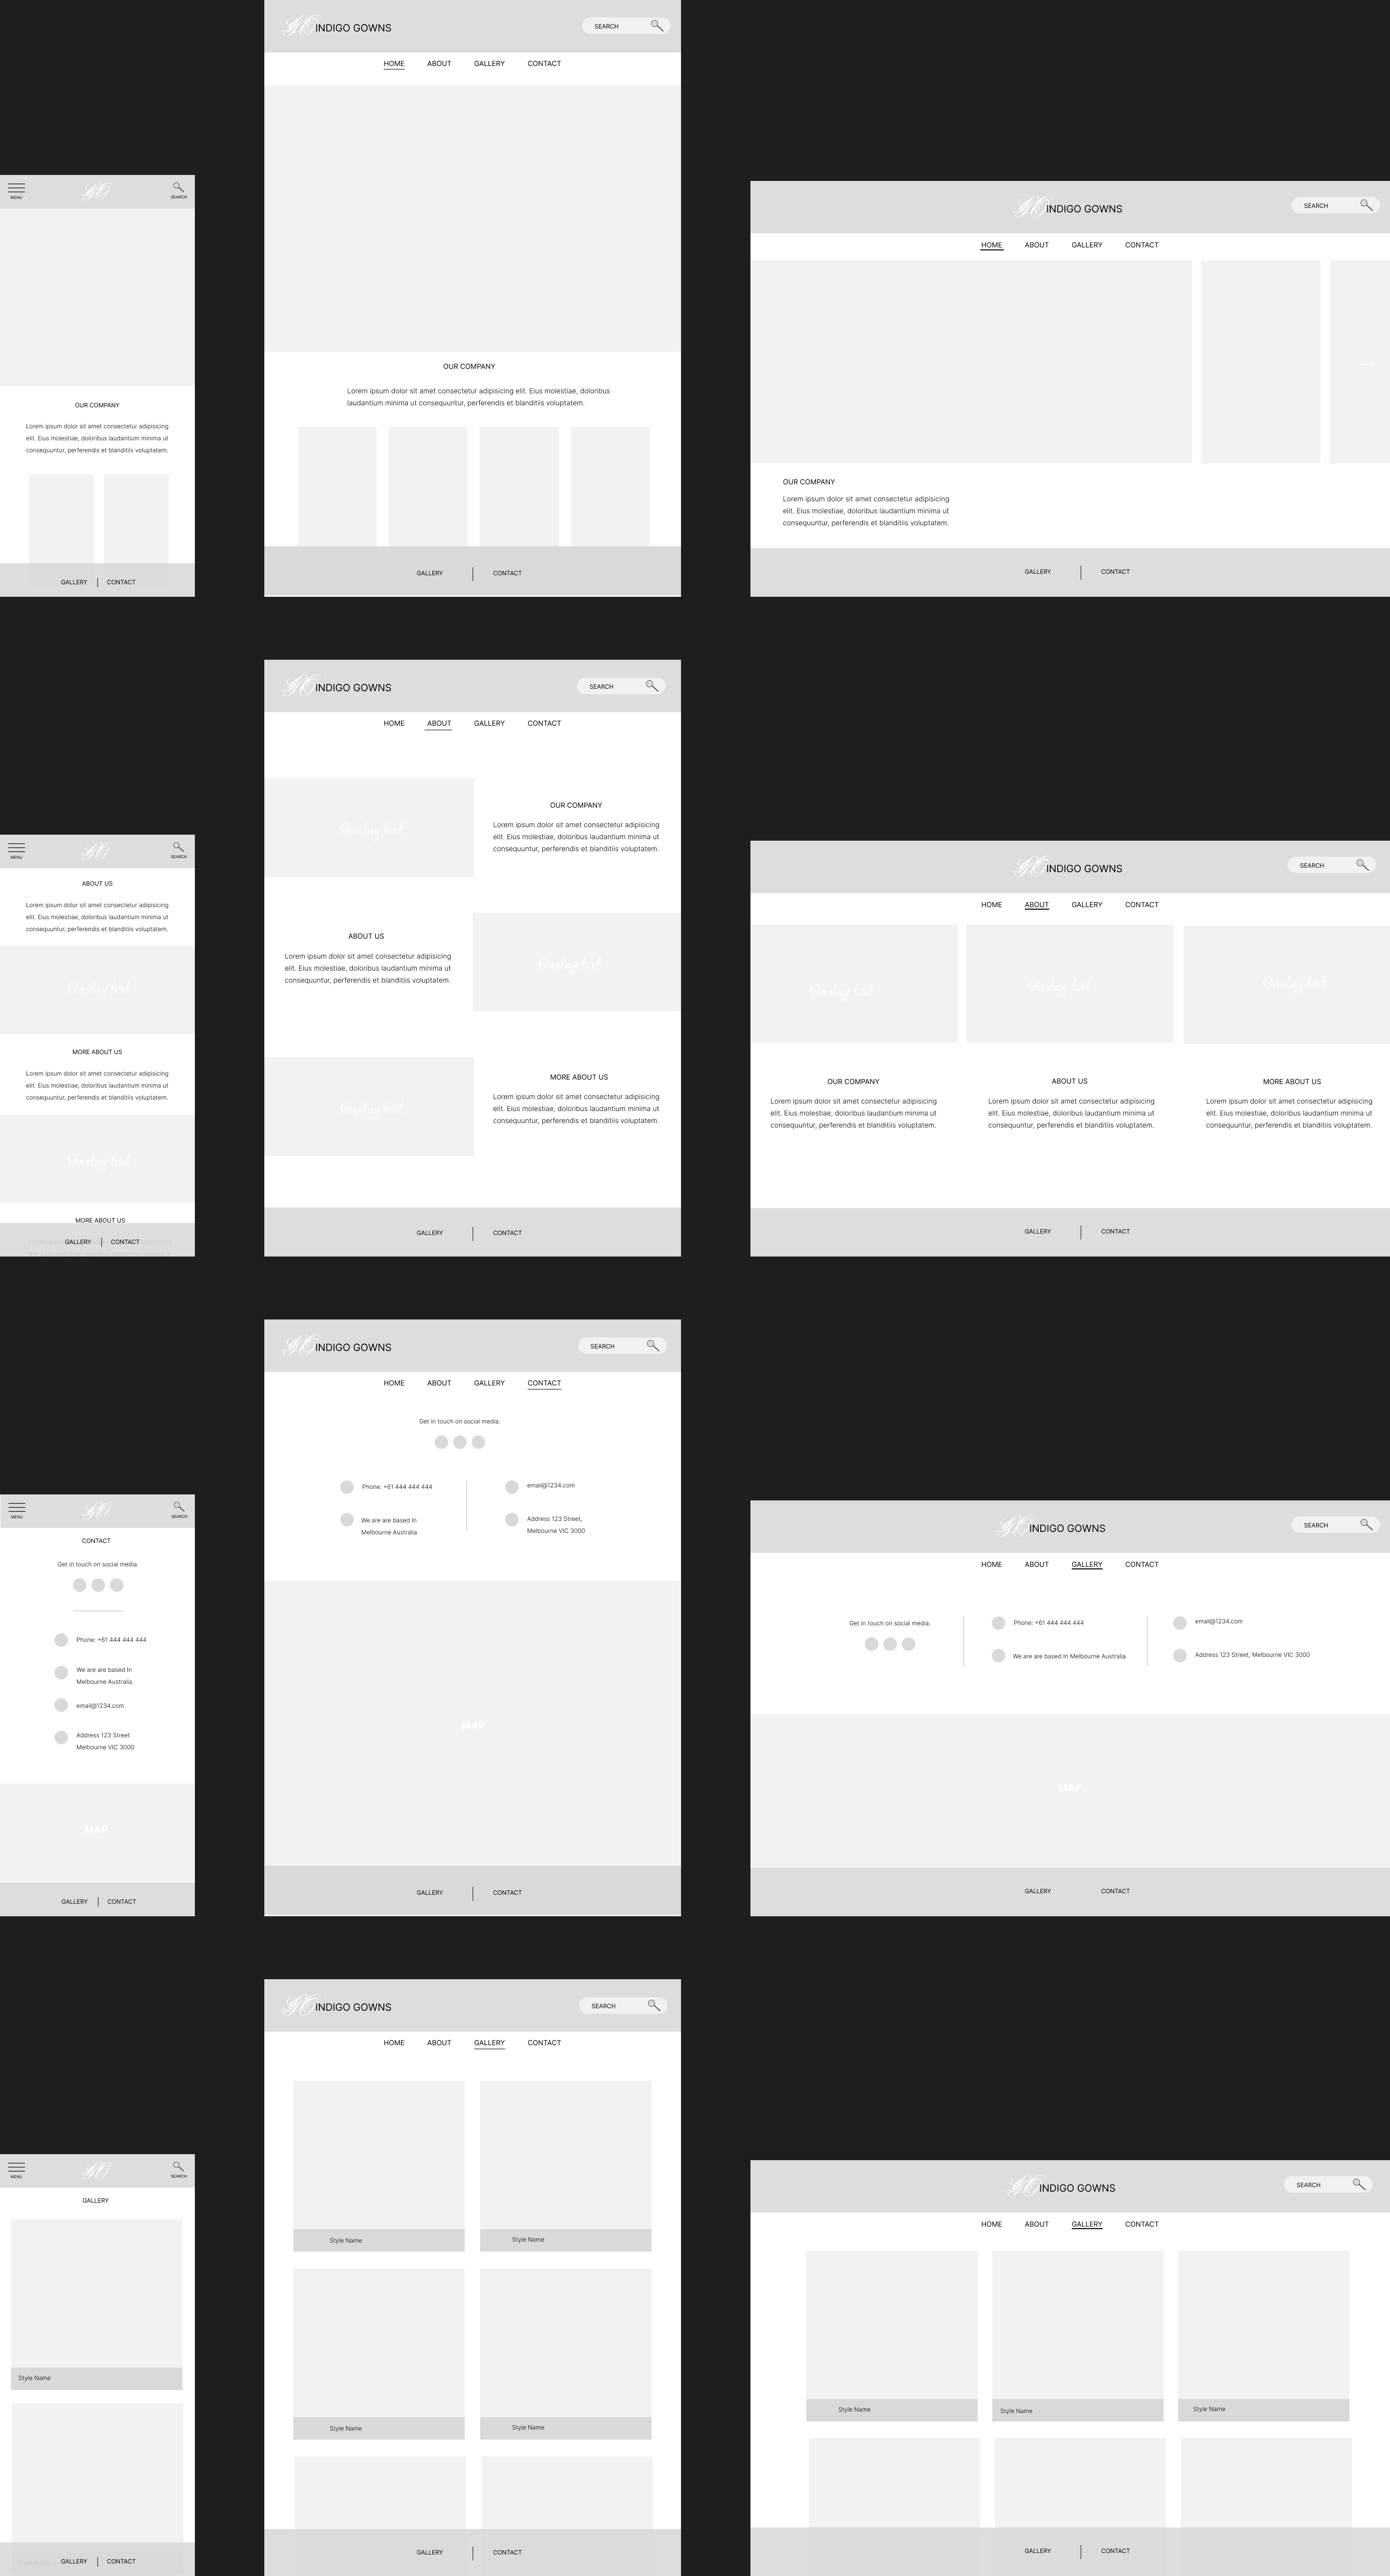 IG INDIGO GOWNS
SEARCH
HOME ABOUT GALLERY CONTACT
OUR COMPANY
Lorem ipsum dolor sit amet consectetur adipisicing elit. Eius molestiae, doloribus
laudantium minima ut consequuntur, perferendis et blanditiis voluptatem.
GALLERY CONTACT
MENU
IG
SEARCH
OUR COMPANY
Lorem ipsum dolor sit amet consectetur adipisicing
elit. Eius molestiae, doloribus laudantium minima ut
consequuntur, perferendis et blanditiis voluptatem.
GALLERY CONTACT
IG INDIGO GOWNS
SEARCH
HOME ABOUT GALLERY CONTACT
OUR COMPANY
Lorem ipsum dolor sit amet consectetur adipisicing
elit. Eius molestiae, doloribus laudantium minima ut
consequuntur, perferendis et blanditiis voluptatem.
GALLERY CONTACT
MENU
IG
SEARCH
ABOUT US
Lorem ipsum dolor sit amet consectetur adipisicing
elit. Eius molestiae, doloribus laudantium minima ut
consequuntur, perferendis et blanditiis voluptatem.
Overlay text
MORE ABOUT US
Lorem ipsum dolor sit amet consectetur adipisicing
elit. Eius molestiae, doloribus laudantium minima ut
consequuntur, perferendis et blanditiis voluptatem.
Overlay text
MORE ABOUT US
GALLERY CONTACT
IG INDIGO GOWNS
SEARCH
HOME ABOUT GALLERY CONTACT
Overlay text
OUR COMPANY
Lorem ipsum dolor sit amet consectetur adipisicing
elit. Eius molestiae, doloribus laudantium minima ut
consequuntur, perferendis et blanditiis voluptatem.
ABOUT US
Lorem ipsum dolor sit amet consectetur adipisicing
elit. Eius molestiae, doloribus laudantium minima ut
consequuntur, perferendis et blanditiis voluptatem.
Overlay text
Overlay text
MORE ABOUT US
Lorem ipsum dolor sit amet consectetur adipisicing
elit. Eius molestiae, doloribus laudantium minima ut
consequuntur, perferendis et blanditiis voluptatem.
GALLERY CONTACT
IG INDIGO GOWNS
SEARCH
HOME ABOUT GALLERY CONTACT
Overlay text
Overlay text
Overlay text
OUR COMPANY
Lorem ipsum dolor sit amet consectetur adipisicing
elit. Eius molestiae, doloribus laudantium minima ut
consequuntur, perferendis et blanditiis voluptatem.
ABOUT US
Lorem ipsum dolor sit amet consectetur adipisicing
elit. Eius molestiae, doloribus laudantium minima ut
consequuntur, perferendis et blanditiis voluptatem.
MORE ABOUT US
Lorem ipsum dolor sit amet consectetur adipisicing
elit. Eius molestiae, doloribus laudantium minima ut
consequuntur, perferendis et blanditiis voluptatem.
GALLERY CONTACT
MENU
IG
SEARCH
CONTACT
Get in touch on social media.
Phone: +61 444 444 444
We are are based In
Melbourne Australia
email@1234.com
Address 123 Street
Melbourne VIC 3000
MAP
GALLERY CONTACT
IG INDIGO GOWNS
SEARCH
HOME ABOUT GALLERY CONTACT
Get in touch on social media.
Phone: +61 444 444 444
We are are based In
Melbourne Australia
email@1234.com
Address 123 Street,
Melbourne VIC 3000
MAP
GALLERY CONTACT
IG INDIGO GOWNS
SEARCH
HOME ABOUT GALLERY CONTACT
Get in touch on social media.
Phone: +61 444 444 444
We are are based In Melbourne Australia
email@1234.com
Address 123 Street, Melbourne VIC 3000
MAP
GALLERY CONTACT
MENU
IG
SEARCH
GALLERY
Style Name
GALLERY CONTACT
IG INDIGO GOWNS
SEARCH
HOME ABOUT GALLERY CONTACT
Style Name
Style Name
Style Name
Style Name
GALLERY CONTACT
IG INDIGO GOWNS
SEARCH
HOME ABOUT GALLERY CONTACT
Style Name
Style Name
Style Name
GALLERY CONTACT